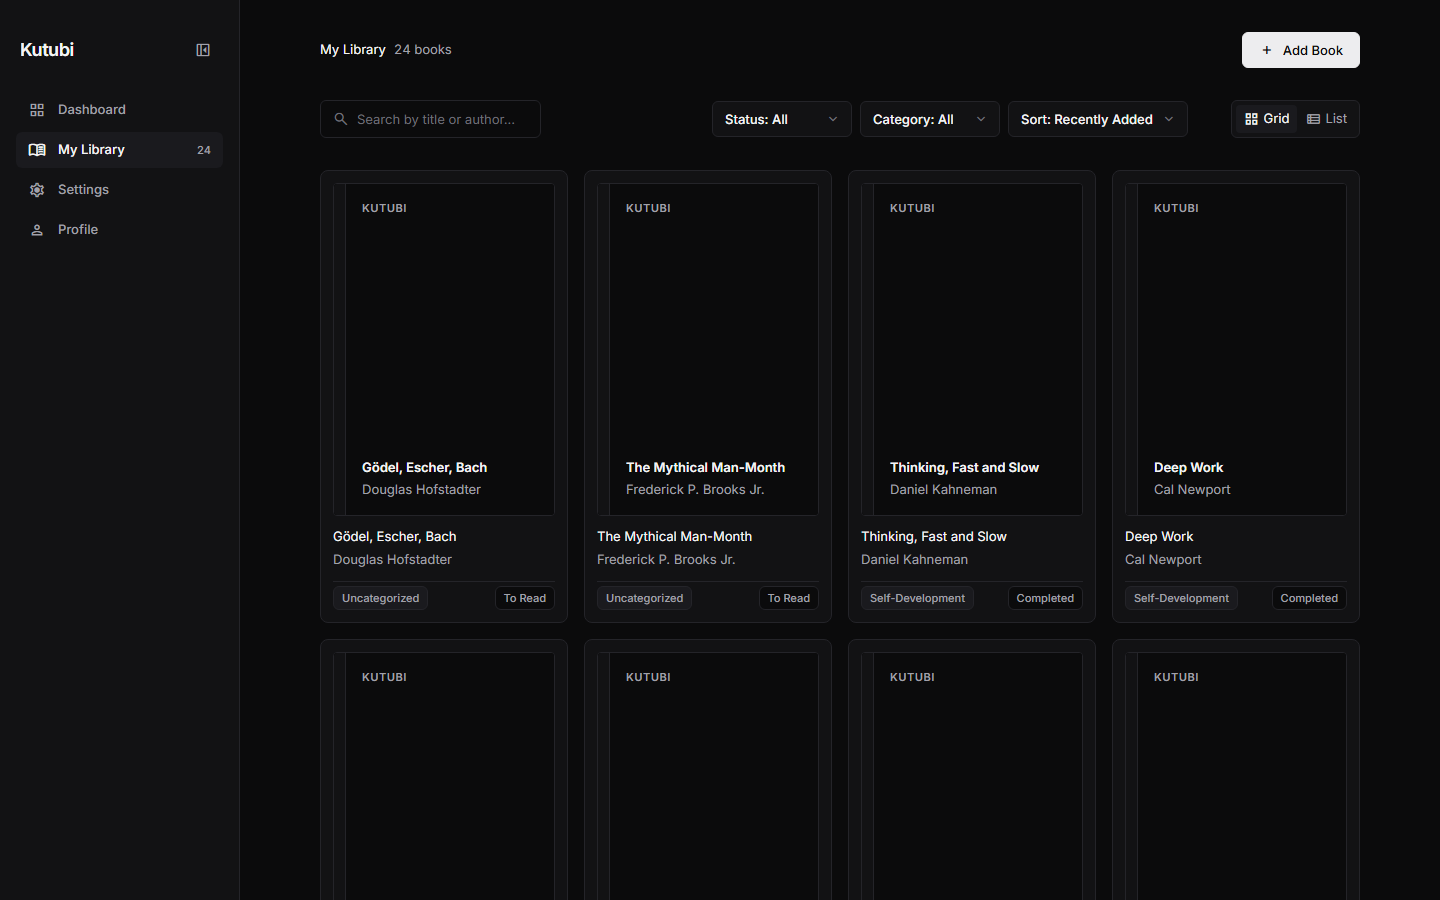 Kutubi
Dashboard
My Library 24
Settings
Profile
My Library 24 books
+ Add Book
Search by title or author...
Status: All
Category: All
Sort: Recently Added
Grid
List
KUTUBI
Gödel, Escher, Bach
Douglas Hofstadter
Gödel, Escher, Bach
Douglas Hofstadter
Uncategorized To Read
KUTUBI
The Mythical Man-Month
Frederick P. Brooks Jr.
The Mythical Man-Month
Frederick P. Brooks Jr.
Uncategorized To Read
KUTUBI
Thinking, Fast and Slow
Daniel Kahneman
Thinking, Fast and Slow
Daniel Kahneman
Self-Development Completed
KUTUBI
Deep Work
Cal Newport
Deep Work
Cal Newport
Self-Development Completed
KUTUBI
KUTUBI
KUTUBI
KUTUBI